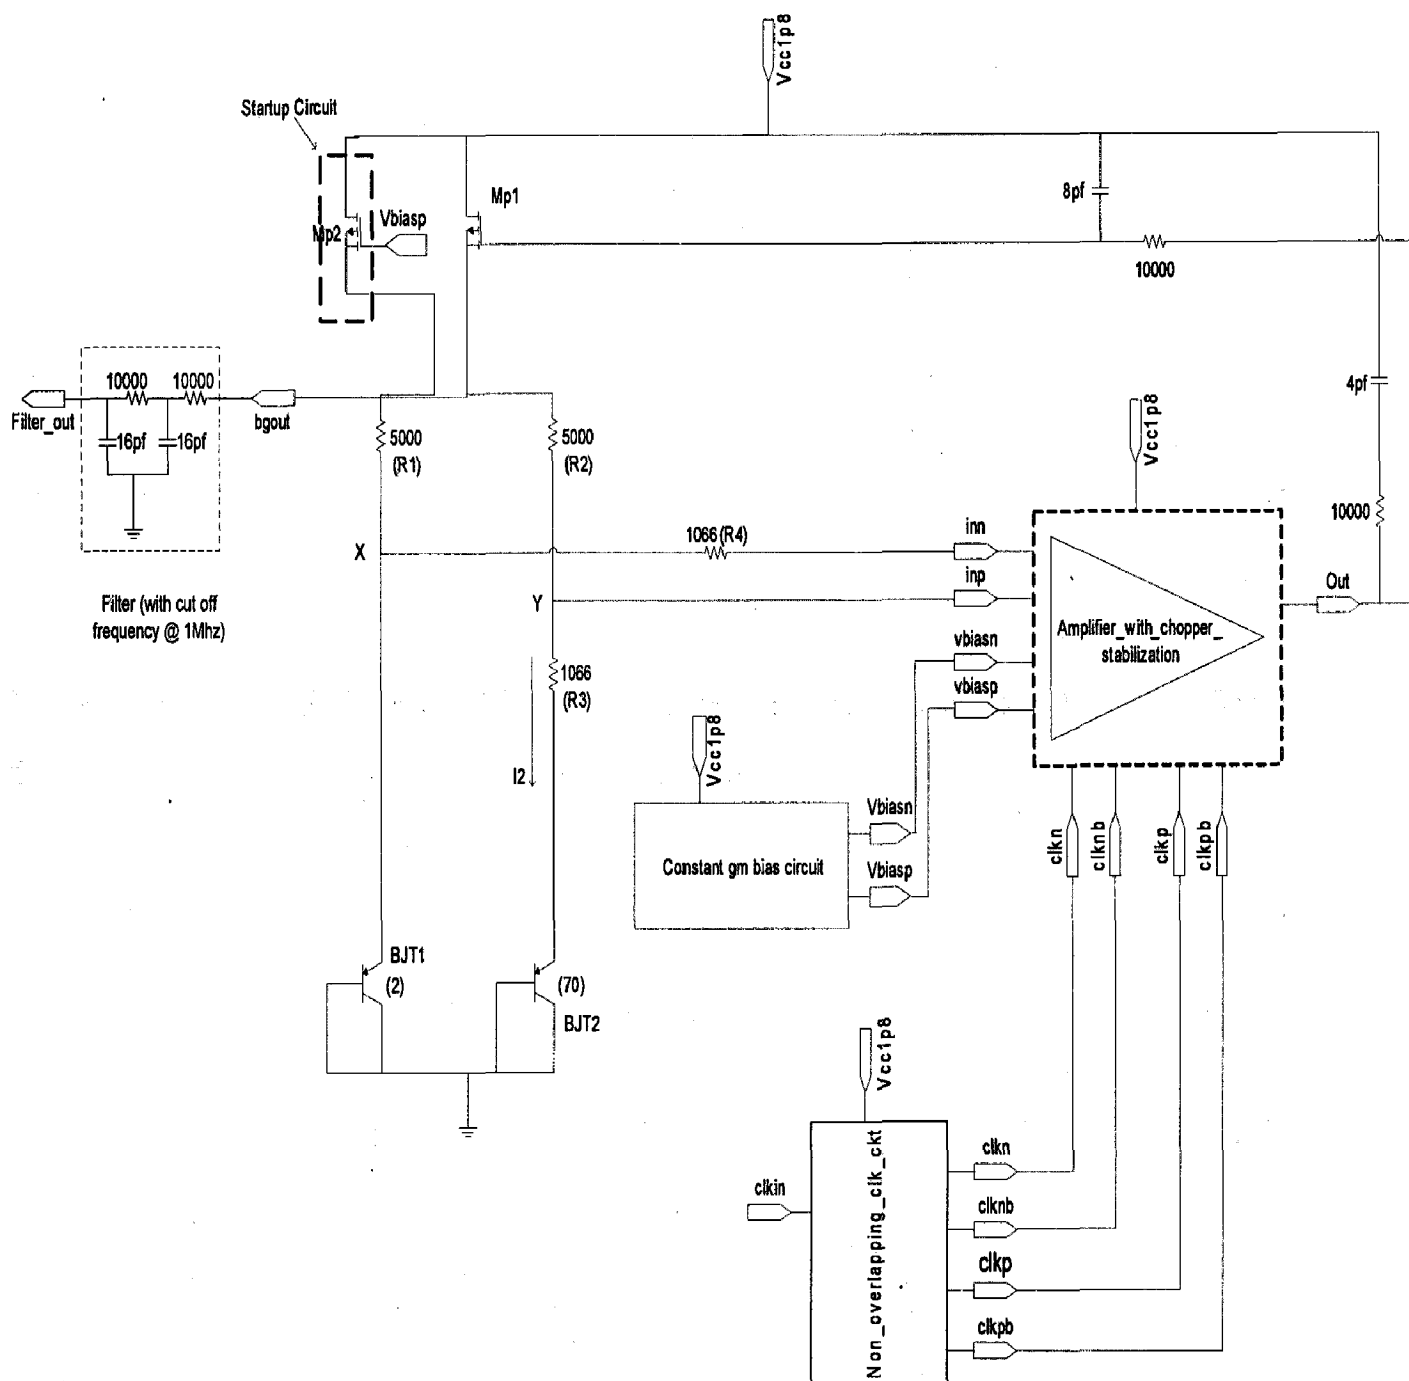 Vcc1p8
Startup Circuit
Mp1
8pf
Vbiasp
Mp2
10000
10000
10000
4pf
Filter_out
bgout
16pf
16pf
5000
(R1)
5000
(R2)
Vcc1p8
10000
1066(R4)
inn
X
inp
Out
Y
Filter (with cut off
frequency @ 1Mhz)
Amplifier_with_chopper_
stabilization
vbiasn
1066
(R3)
vbiasp
Vcc1p8
I2
Vbiasn
clkn
clknb
clkp
clkpb
Constant gm bias circuit
Vbiasp
BJT1
(2)
(70)
BJT2
Vcc1p8
Non_overlapping_clk_ckt
clkn
clkin
clknb
clkp
clkpb